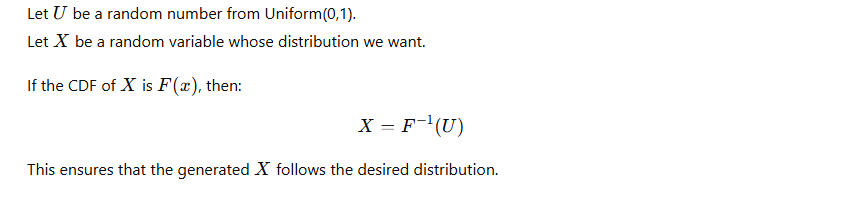 Let U be a random number from Uniform(0,1).
Let X be a random variable whose distribution we want.
If the CDF of X is F(x), then:
X = F⁻¹(U)
This ensures that the generated X follows the desired distribution.